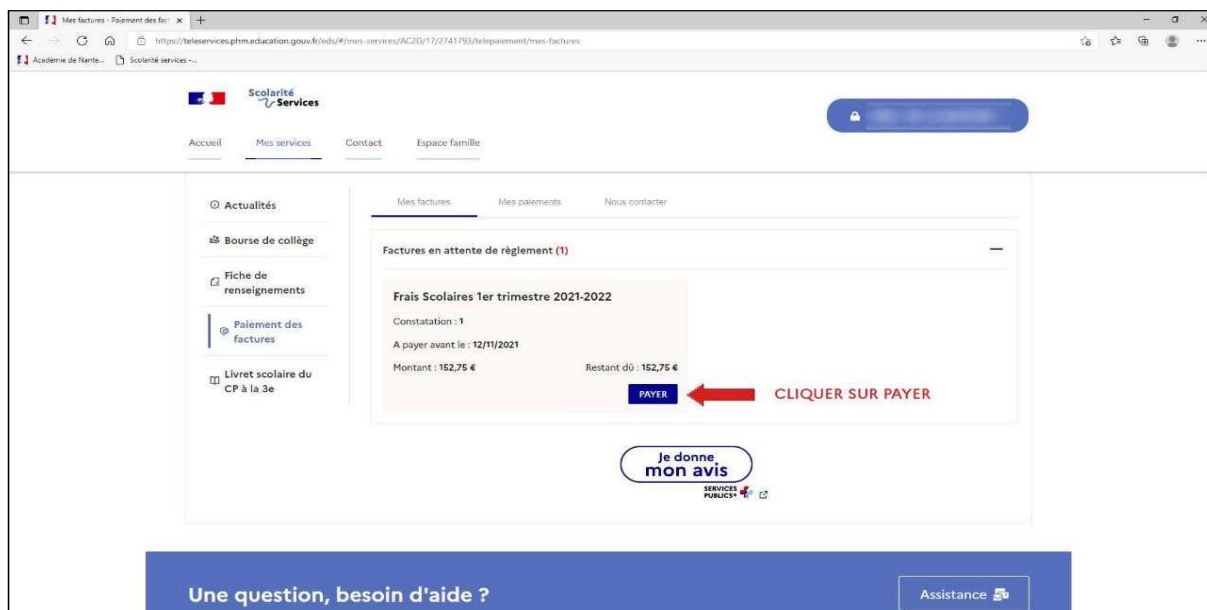 Mes factures - Paiement des fac
https://teleservices.phm.education.gouv.fr/eds/#/mes-services/AC2D/17/2741793/telepaiement/mes-factures
Académie de Nante...
Scolarité services -...
Scolarité
Services
Accueil
Mes services
Contact
Espace famille
Actualités
Bourse de collège
Fiche de
renseignements
Paiement des
factures
Livret scolaire du
CP à la 3e
Mes factures
Mes paiements
Nous contacter
Factures en attente de règlement (1)
Frais Scolaires 1er trimestre 2021-2022
Constatation : 1
A payer avant le : 12/11/2021
Montant : 152,75 €
Restant dû : 152,75 €
PAYER
CLIQUER SUR PAYER
Je donne
mon avis
SERVICES
PUBLICS+
Une question, besoin d'aide ?
Assistance